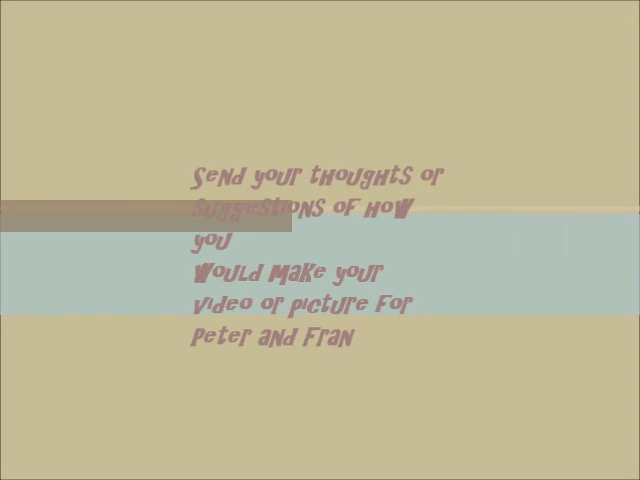 Send your thoughts or
suggestions of how
you
Would make your
video or picture for
Peter and Fran